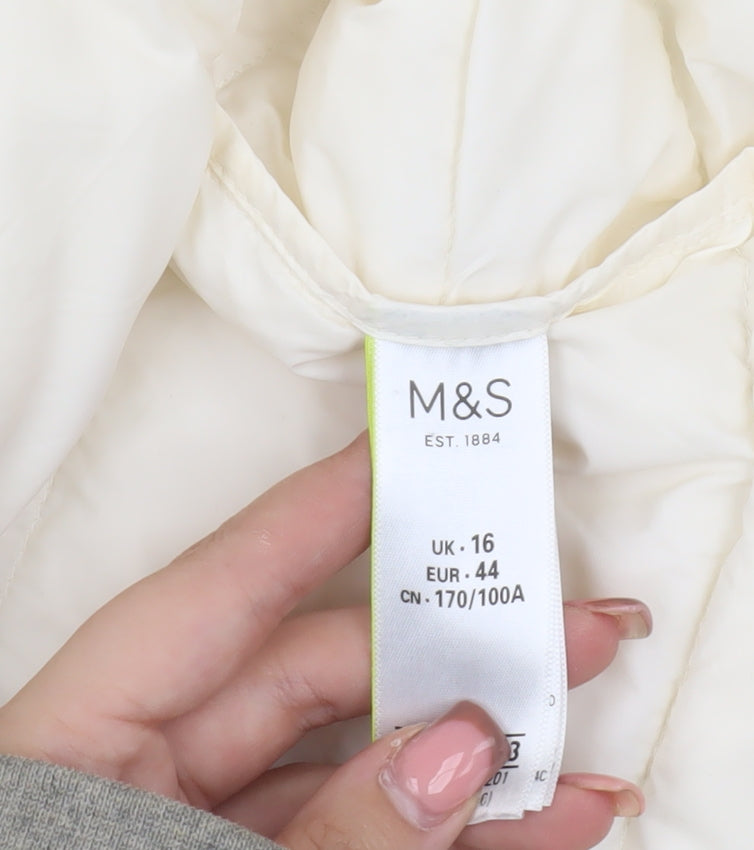 M&S
EST. 1884
UK · 16
EUR · 44
CN · 170/100A